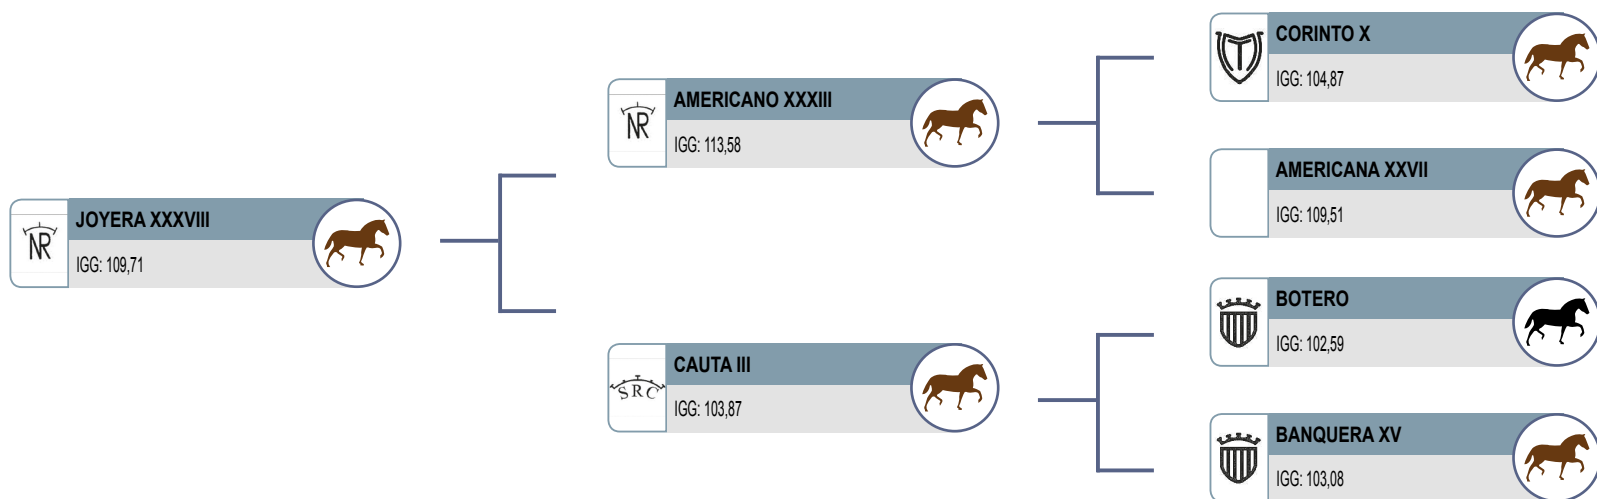 JOYERA XXXVIII
IGG: 109,71
NR
AMERICANO XXXIII
IGG: 113,58
NR
CAUTA III
IGG: 103,87
SRC
CORINTO X
IGG: 104,87
AMERICANA XXVII
IGG: 109,51
BOTERO
IGG: 102,59
BANQUERA XV
IGG: 103,08